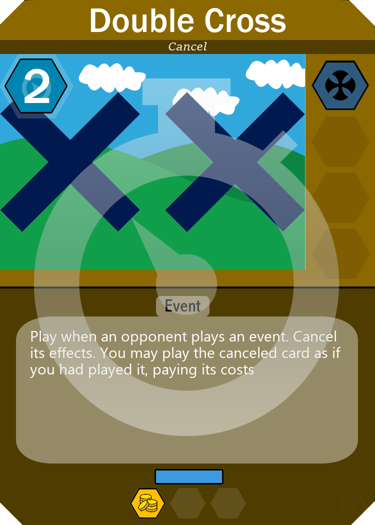 Double Cross
Cancel
2
Event
Play when an opponent plays an event. Cancel
its effects. You may play the canceled card as if
you had played it, paying its costs